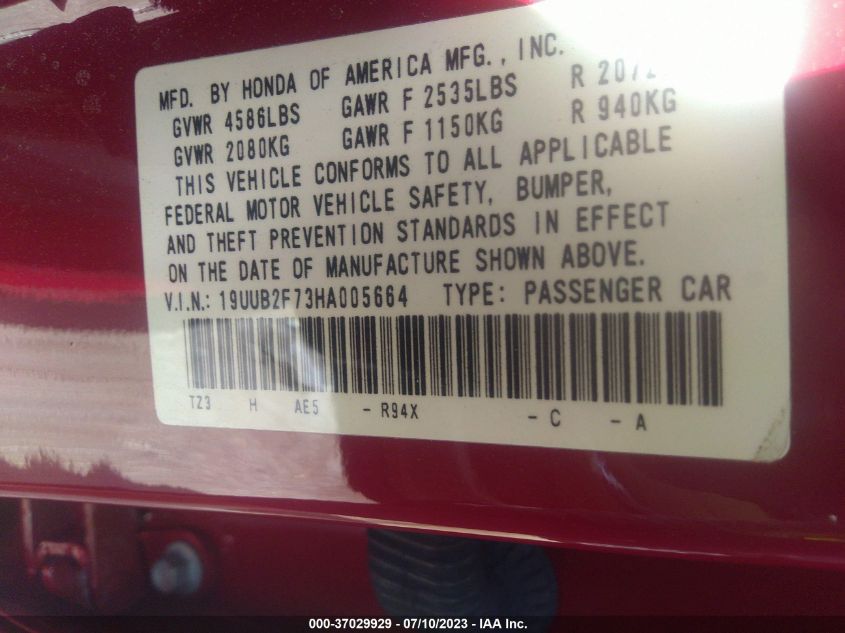 MFD. BY HONDA OF AMERICA MFG., INC.
GVWR 4586LBS GAWR F 2535LBS R
GVWR 2080KG GAWR F 1150KG R 940KG
THIS VEHICLE CONFORMS TO ALL APPLICABLE
FEDERAL MOTOR VEHICLE SAFETY, BUMPER,
AND THEFT PREVENTION STANDARDS IN EFFECT
ON THE DATE OF MANUFACTURE SHOWN ABOVE.
V.I.N.: 19UUB2F73HA005664 TYPE: PASSENGER CAR
TZ3 H AE5 - R94X - C - A
000-37029929 - 07/10/2023 - IAA Inc.